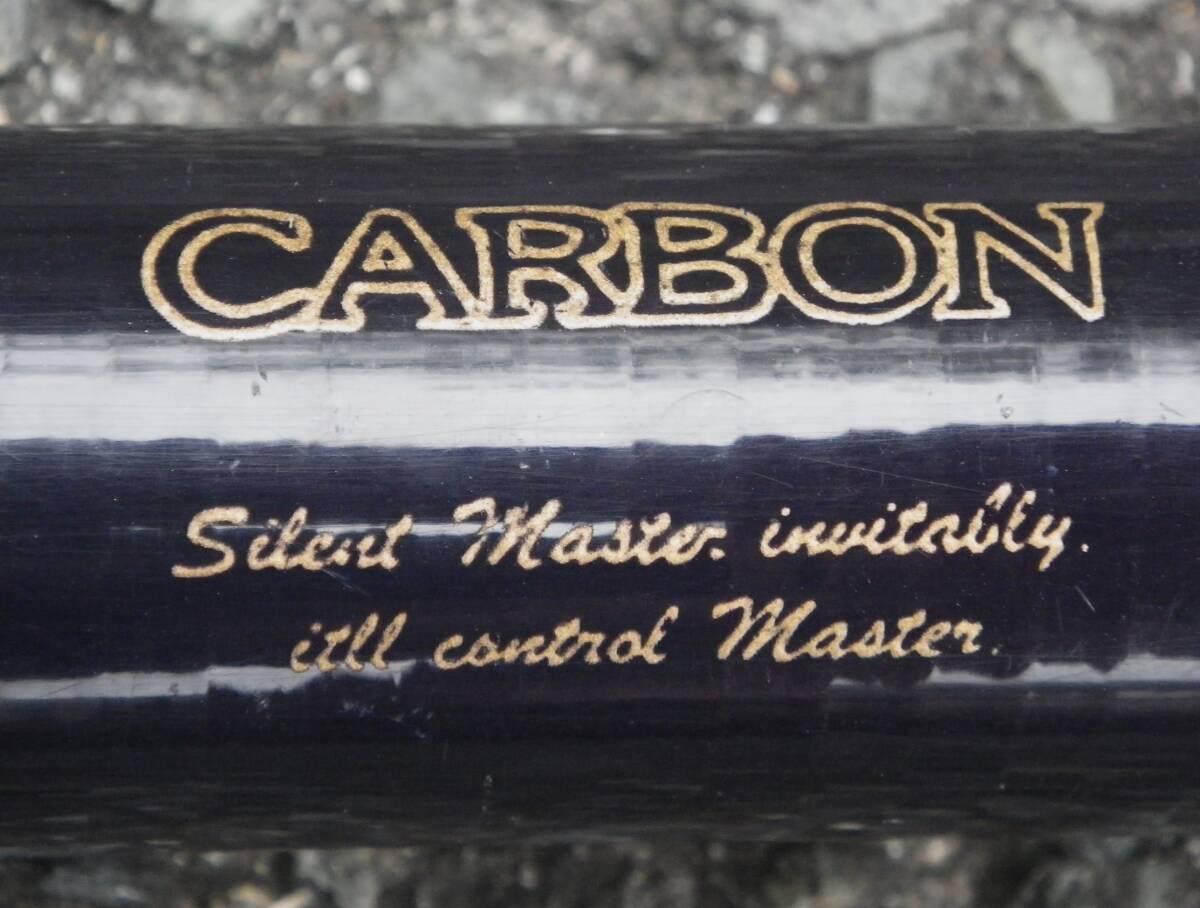 CARBON
Silent Master invitably.
itll control Master.